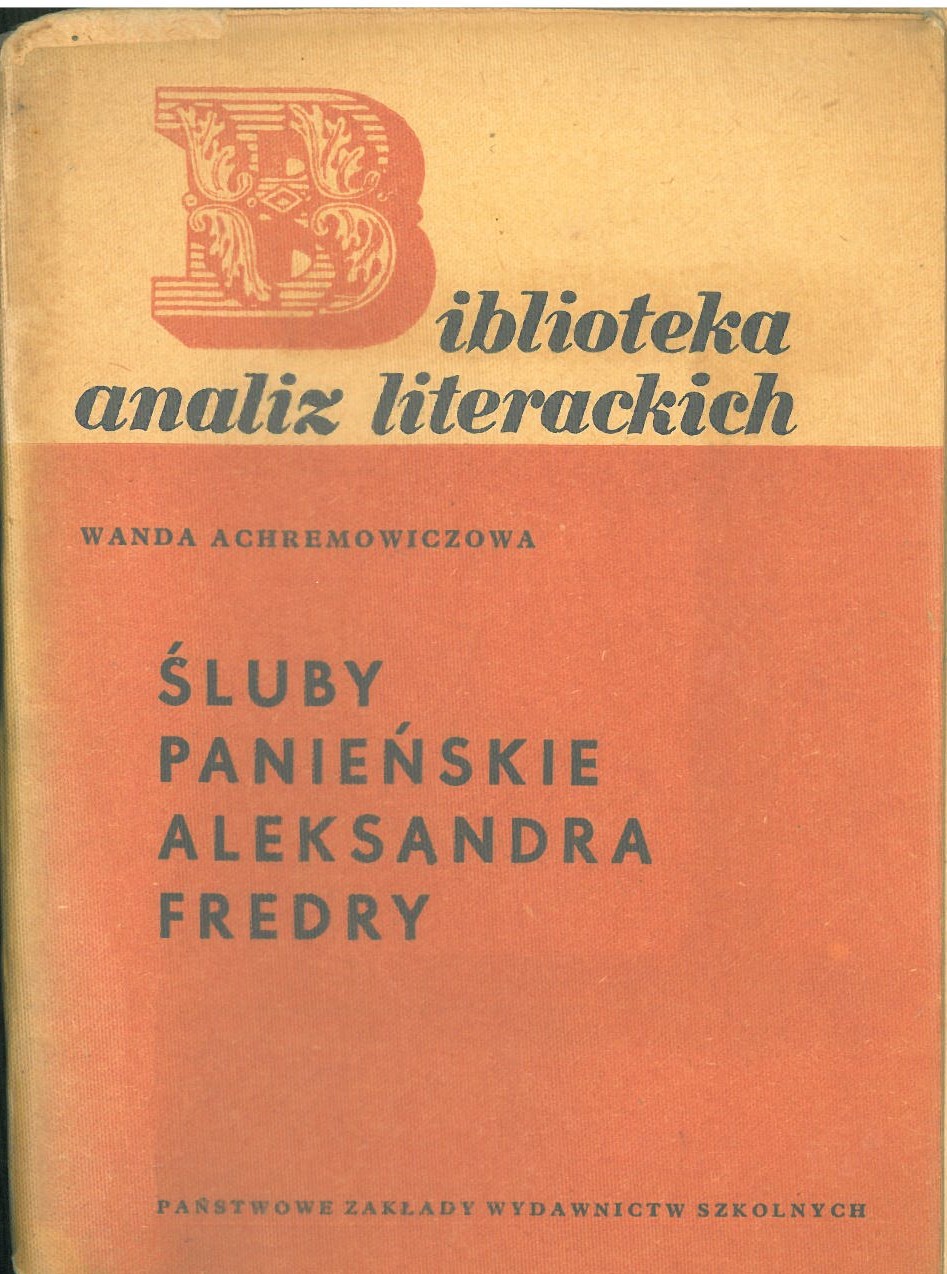 Biblioteka
analiz literackich
WANDA ACHREMOWICZOWA
ŚLUBY
PANIEŃSKIE
ALEKSANDRA
FREDRY
PAŃSTWOWE ZAKŁADY WYDAWNICTW SZKOLNYCH